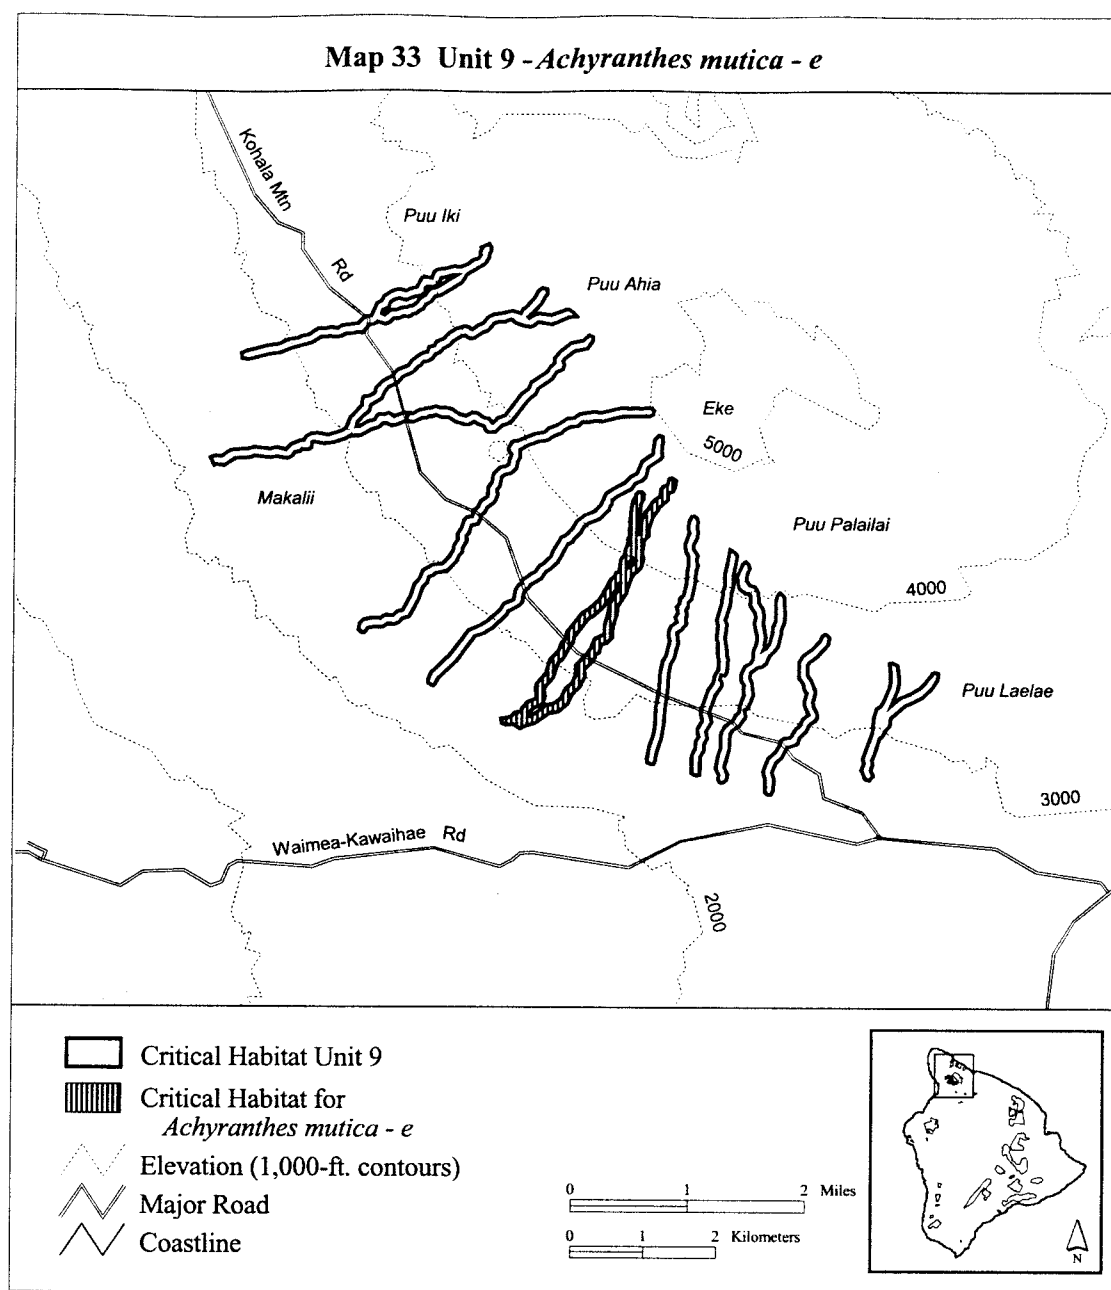 Map 33 Unit 9 - Achyranthes mutica - e
Kohala Mtn
Rd
Puu Iki
Puu Ahia
Eke
5000
Makalii
Puu Palailai
4000
Puu Laelae
3000
Waimea-Kawaihae Rd
2000
Critical Habitat Unit 9
Critical Habitat for
Achyranthes mutica - e
Elevation (1,000-ft. contours)
Major Road
Coastline
0 1 2 Miles
0 1 2 Kilometers
N